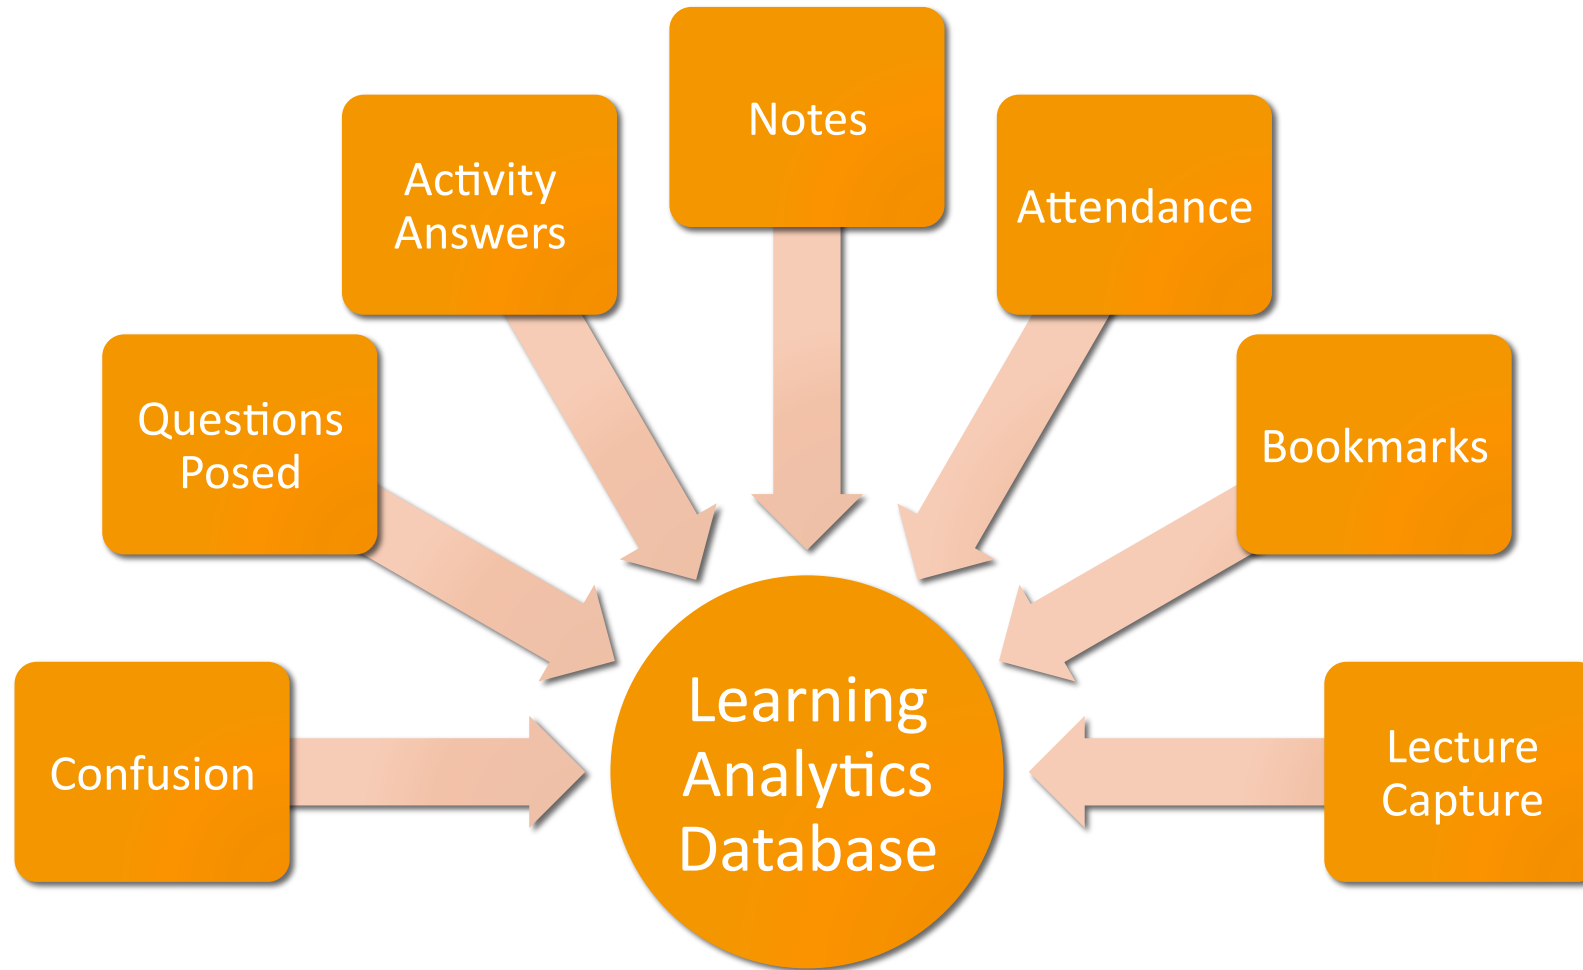 Notes
Activity
Answers
Attendance
Questions
Posed
Bookmarks
Confusion
Learning
Analytics
Database
Lecture
Capture